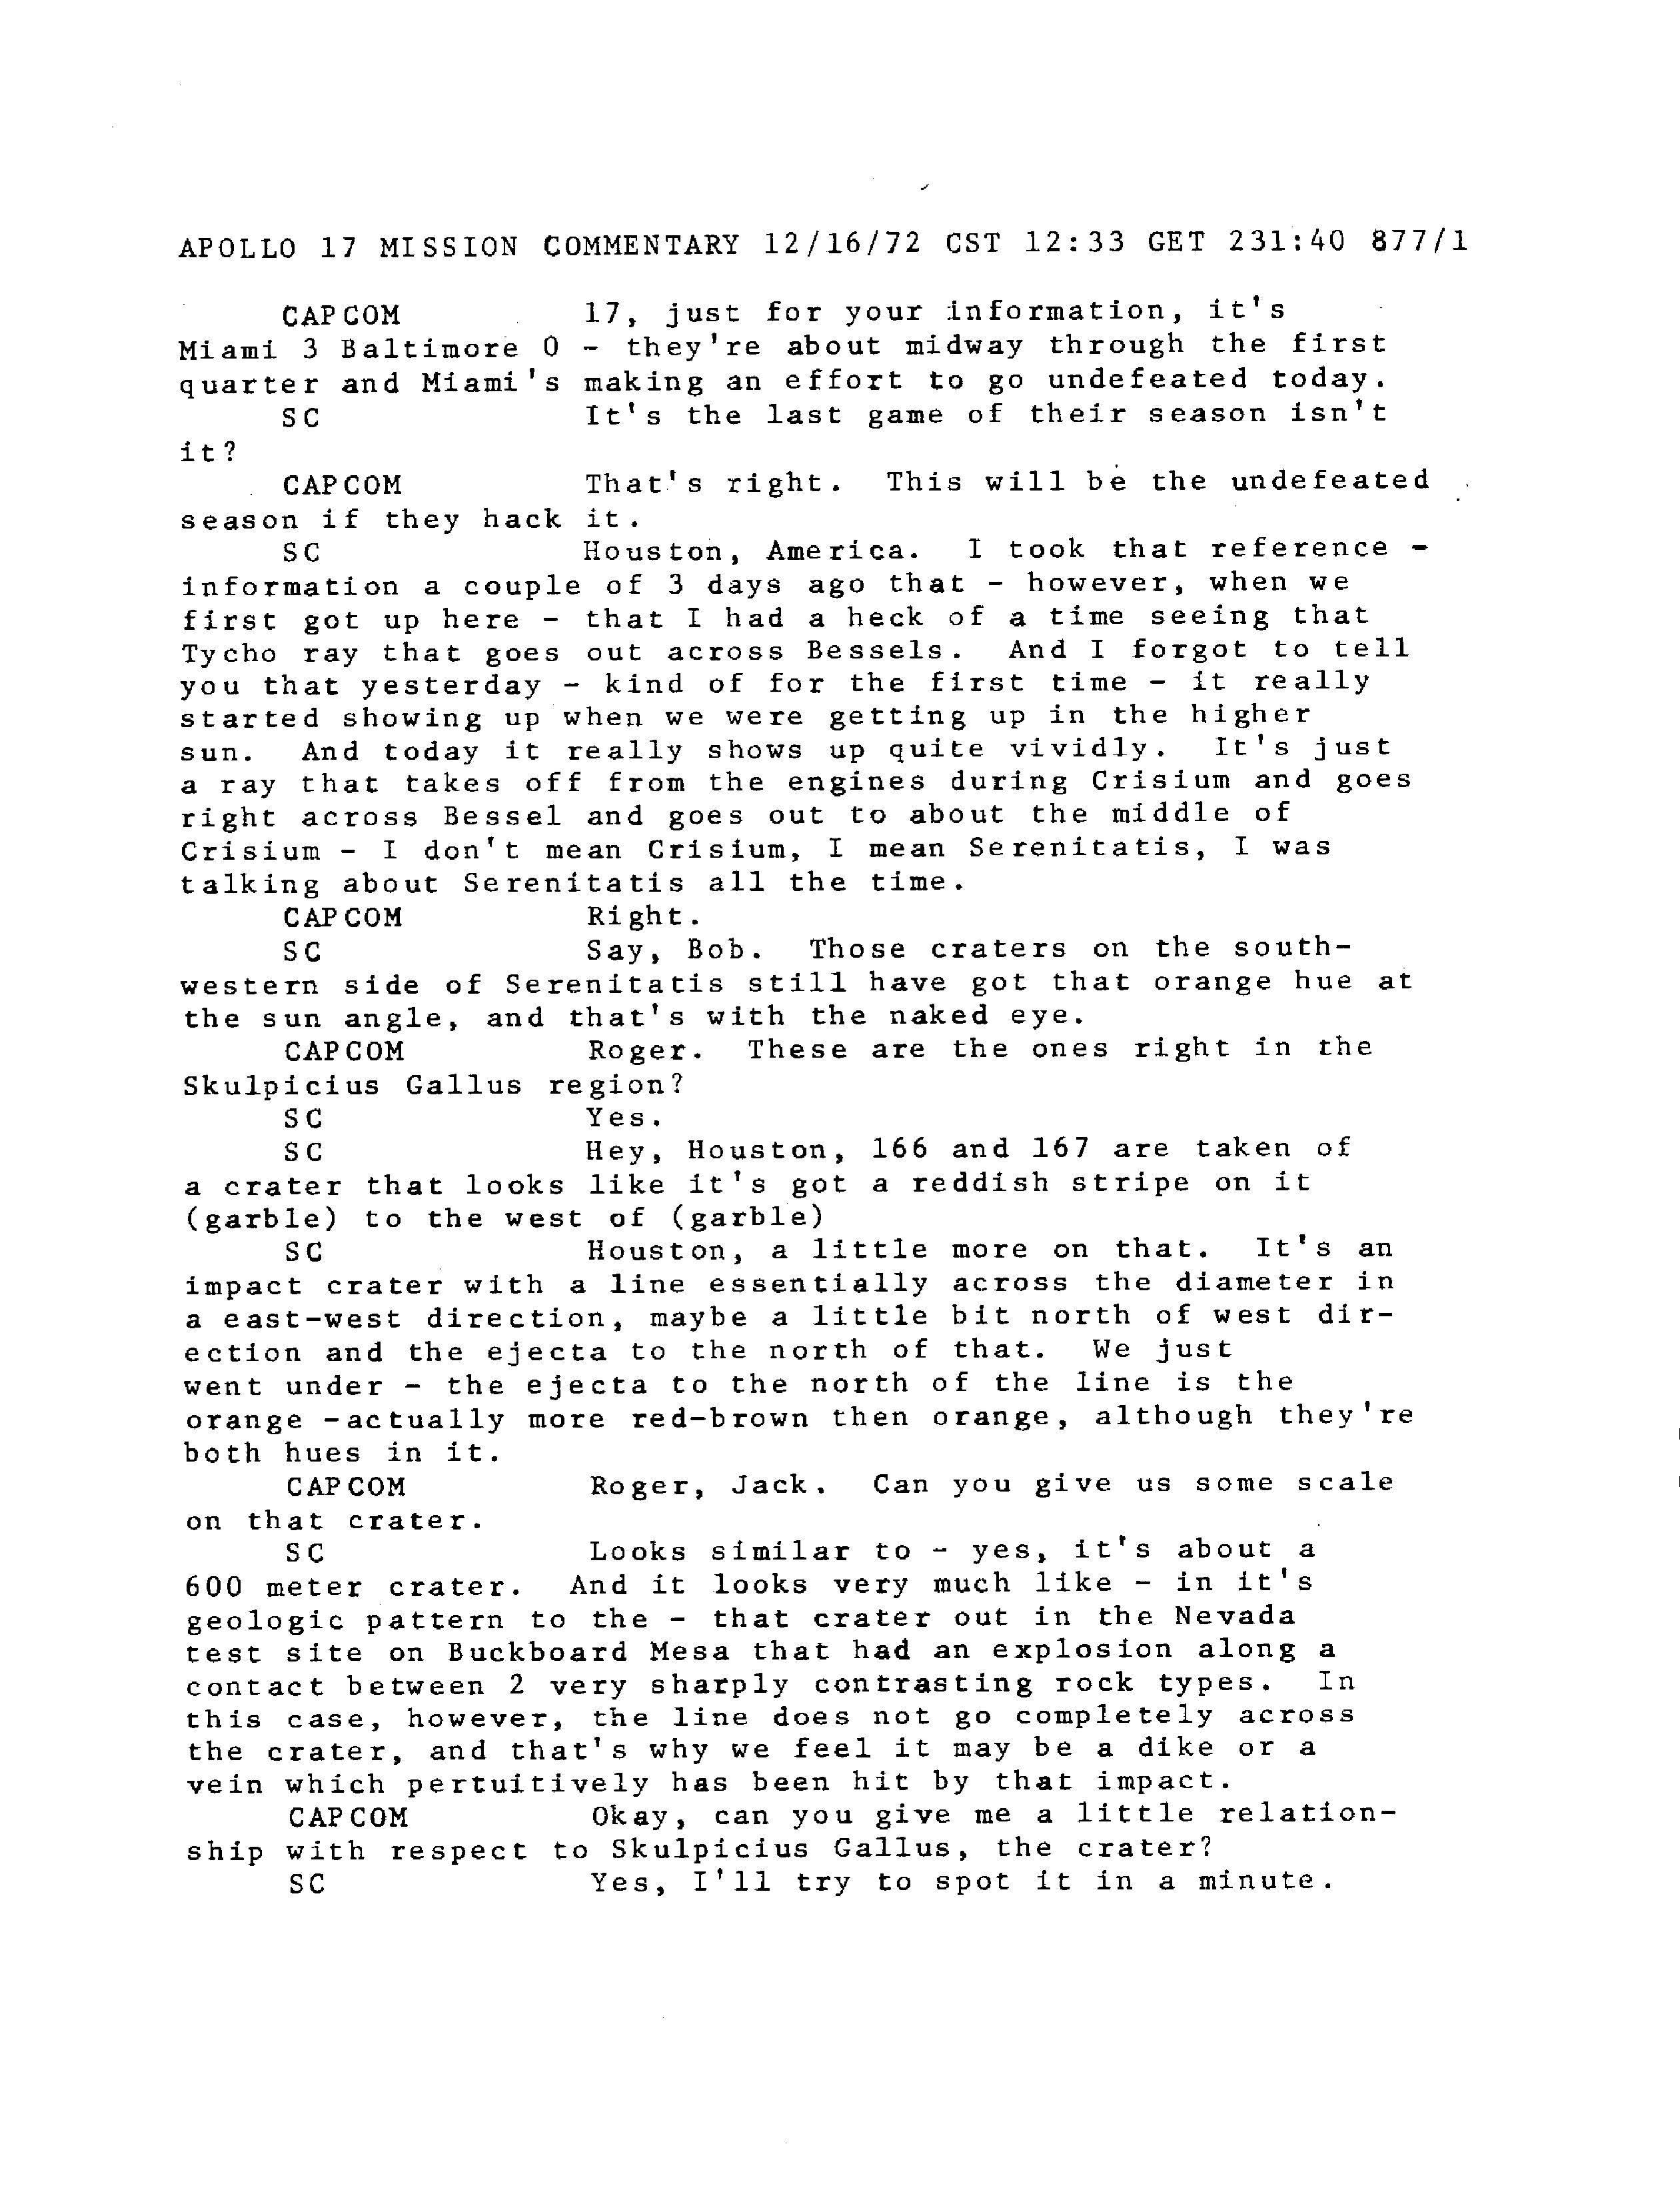 APOLLO 17 MISSION COMMENTARY 12/16/72 CST 12:33 GET 231:40 877/1
CAPCOM 17, just for your information, it's
Miami 3 Baltimore 0 - they're about midway through the first
quarter and Miami's making an effort to go undefeated today.
SC It's the last game of their season isn't
it?
CAPCOM That's right. This will be the undefeated
season if they hack it.
SC Houston, America. I took that reference -
information a couple of 3 days ago that - however, when we
first got up here - that I had a heck of a time seeing that
Tycho ray that goes out across Bessels. And I forgot to tell
you that yesterday - kind of for the first time - it really
started showing up when we were getting up in the higher
sun. And today it really shows up quite vividly. It's just
a ray that takes off from the engines during Crisium and goes
right across Bessel and goes out to about the middle of
Crisium - I don't mean Crisium, I mean Serenitatis, I was
talking about Serenitatis all the time.
CAPCOM Right.
SC Say, Bob. Those craters on the south-
western side of Serenitatis still have got that orange hue at
the sun angle, and that's with the naked eye.
CAPCOM Roger. These are the ones right in the
Skulpicius Gallus region?
SC Yes.
SC Hey, Houston, 166 and 167 are taken of
a crater that looks like it's got a reddish stripe on it
(garble) to the west of (garble)
SC Houston, a little more on that. It's an
impact crater with a line essentially across the diameter in
a east-west direction, maybe a little bit north of west dir-
ection and the ejecta to the north of that. We just
went under - the ejecta to the north of the line is the
orange -actually more red-brown then orange, although they're
both hues in it.
CAPCOM Roger, Jack. Can you give us some scale
on that crater.
SC Looks similar to - yes, it's about a
600 meter crater. And it looks very much like - in it's
geologic pattern to the - that crater out in the Nevada
test site on Buckboard Mesa that had an explosion along a
contact between 2 very sharply contrasting rock types. In
this case, however, the line does not go completely across
the crater, and that's why we feel it may be a dike or a
vein which pertuitively has been hit by that impact.
CAPCOM Okay, can you give me a little relation-
ship with respect to Skulpicius Gallus, the crater?
SC Yes, I'll try to spot it in a minute.